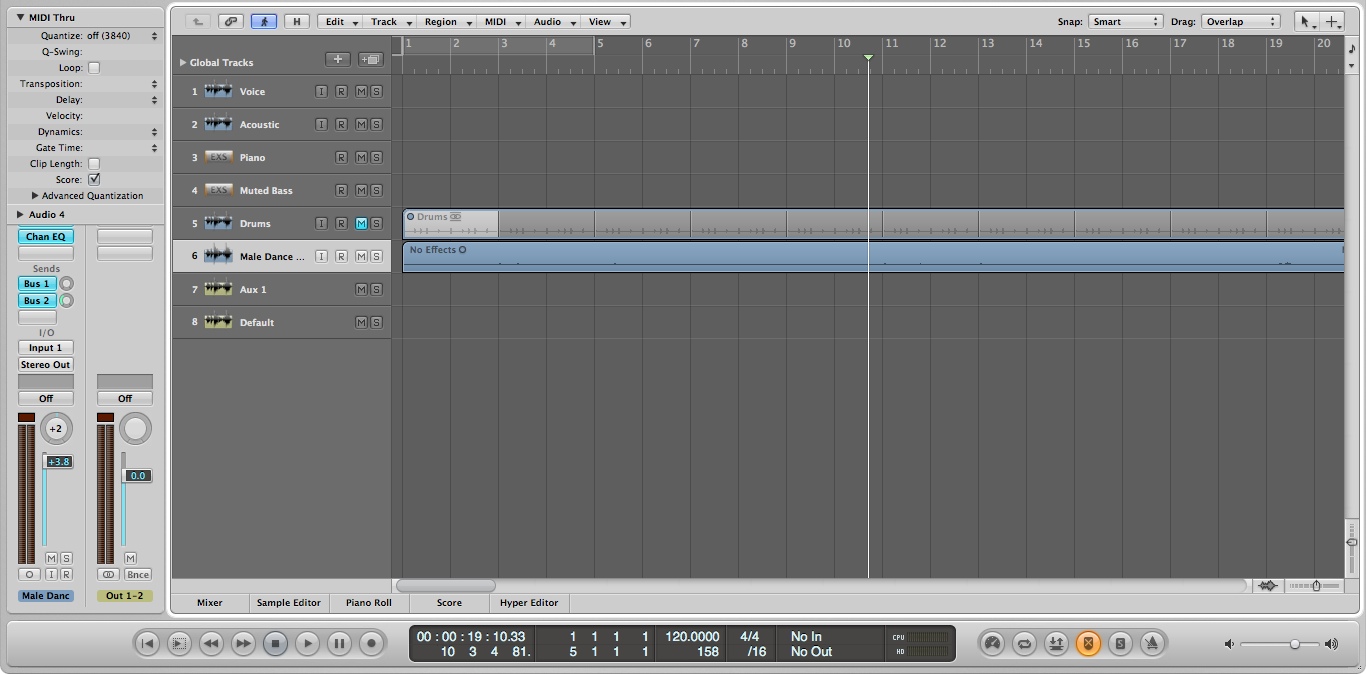 MIDI Thru
Quantize: off (3840)
Q-Swing:
Loop:
Transposition:
Delay:
Velocity:
Dynamics:
Gate Time:
Clip Length:
Score:
Advanced Quantization
Audio 4
Chan EQ
Sends
Bus 1
Bus 2
I/O
Input 1
Stereo Out
Off Off
+2
+3.8 0.0
M S M
I R Bnce
Male Danc Out 1-2
H Edit Track Region MIDI Audio View Snap: Smart Drag: Overlap
1 2 3 4 5 6 7 8 9 10 11 12 13 14 15 16 17 18 19 20
Global Tracks
1 Voice I R M S
2 Acoustic I R M S
3 EXS Piano R M S
4 EXS Muted Bass R M S
5 Drums I R M S Drums
6 Male Dance ... I R M S No Effects
7 Aux 1 M S
8 Default M S
Mixer Sample Editor Piano Roll Score Hyper Editor
00 : 00 : 19 : 10.33 1 1 1 1 120.0000 4/4 No In CPU
10 3 4 81. 5 1 1 1 158 /16 No Out HD
S